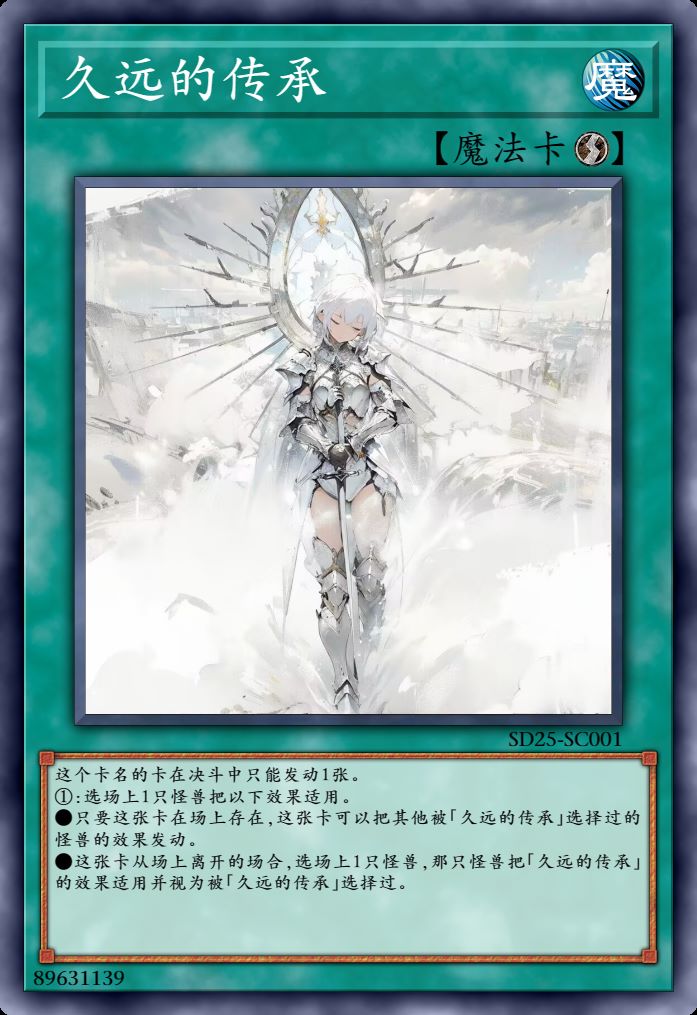 久远的传承
魔
【魔法卡】
SD25-SC001
这个卡名的卡在决斗中只能发动1张。
①:选场上1只怪兽把以下效果适用。
●只要这张卡在场上存在,这张卡可以把其他被「久远的传承」选择过的
怪兽的效果发动。
●这张卡从场上离开的场合,选场上1只怪兽,那只怪兽把「久远的传承」
的效果适用并视为被「久远的传承」选择过。
89631139